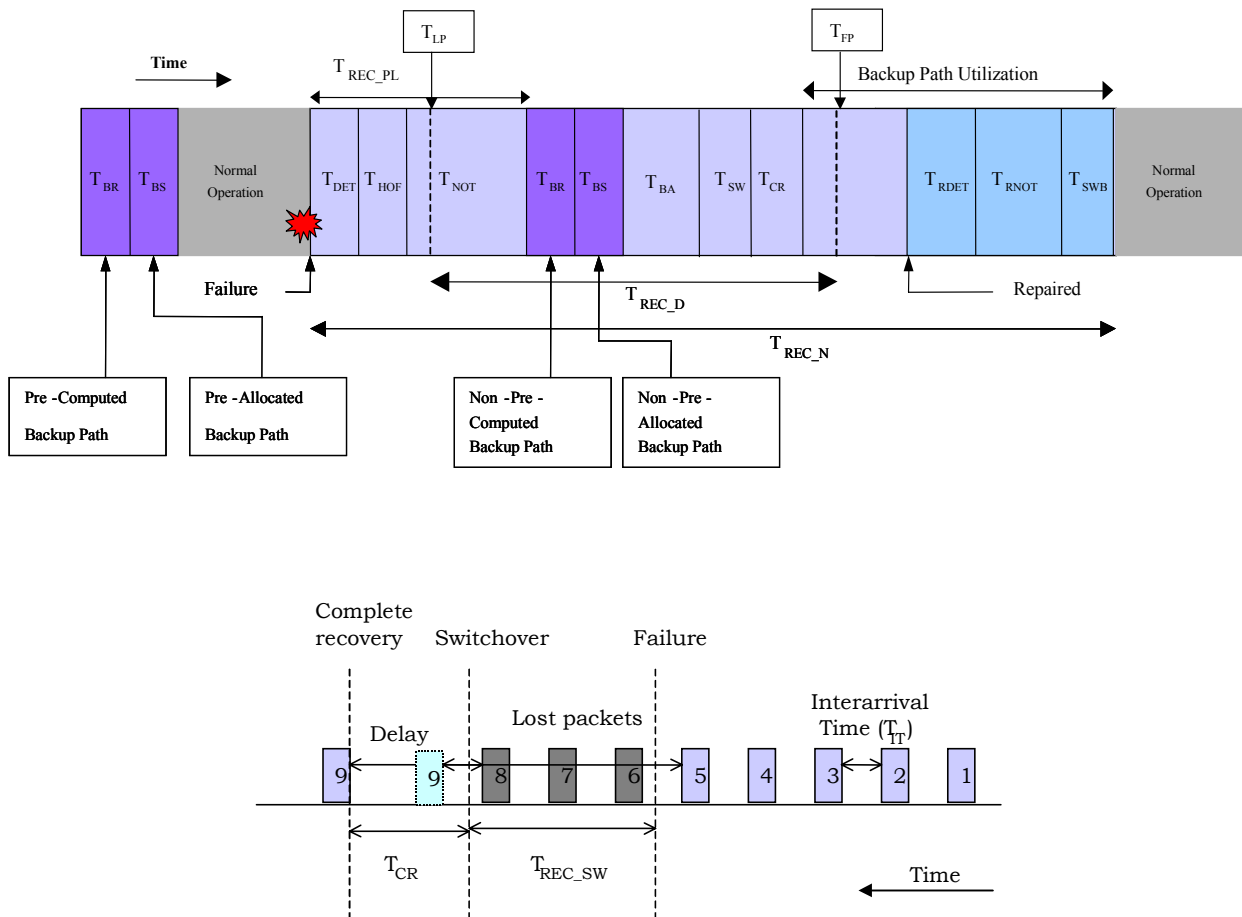 T_LP
T_FP
Time
T_REC_PL
Backup Path Utilization
T_BR
T_BS
Normal
Operation
T_DET
T_HOF
T_NOT
T_BR
T_BS
T_BA
T_SW
T_CR
T_RDET
T_RNOT
T_SWB
Normal
Operation
Failure
T_REC_D
Repaired
T_REC_N
Pre -Computed
Backup Path
Pre -Allocated
Backup Path
Non -Pre -
Computed
Backup Path
Non -Pre -
Allocated
Backup Path
Complete
recovery
Switchover
Failure
Delay
Lost packets
Interarrival
Time (T_IT)
9
9
8
7
6
5
4
3
2
1
T_CR
T_REC_SW
Time